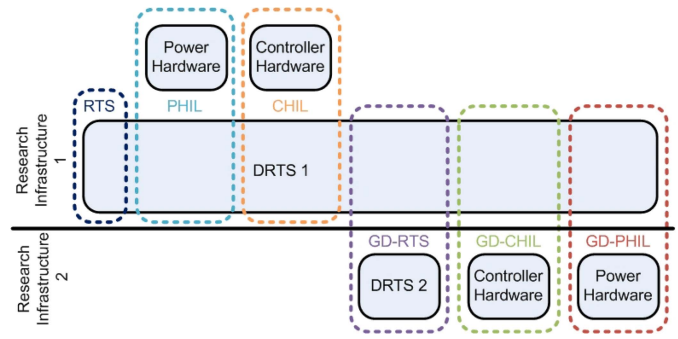 Power
Hardware
Controller
Hardware
RTS
PHIL
CHIL
Research
Infrastructure
1
DRTS 1
Research
Infrastructure
2
GD-RTS
GD-CHIL
GD-PHIL
DRTS 2
Controller
Hardware
Power
Hardware